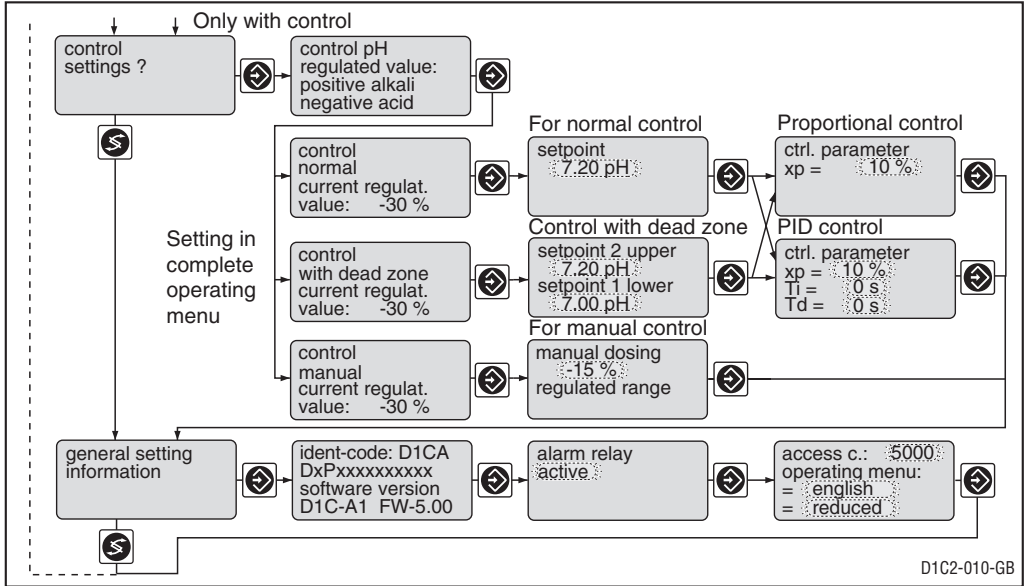 Only with control
control
settings ?
control pH
regulated value:
positive alkali
negative acid
For normal control
Proportional control
control
normal
current regulat.
value: -30 %
setpoint
7.20 pH
ctrl. parameter
xp = 10 %
Setting in
complete
operating
menu
Control with dead zone
PID control
control
with dead zone
current regulat.
value: -30 %
setpoint 2 upper
7.20 pH
setpoint 1 lower
7.00 pH
ctrl. parameter
xp = 10 %
Ti = 0 s
Td = 0 s
For manual control
control
manual
current regulat.
value: -30 %
manual dosing
-15 %
regulated range
general setting
information
ident-code: D1CA
DxPxxxxxxxxxx
software version
D1C-A1 FW-5.00
alarm relay
active
access c.: 5000
operating menu:
= english
= reduced
D1C2-010-GB